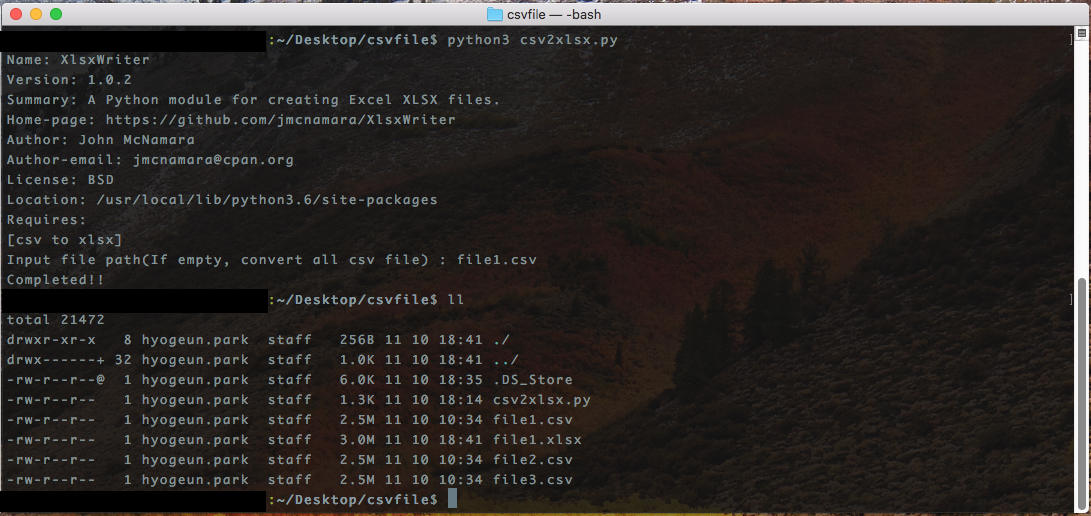 csvfile — -bash
:~/Desktop/csvfile$ python3 csv2xlsx.py
Name: XlsxWriter
Version: 1.0.2
Summary: A Python module for creating Excel XLSX files.
Home-page: https://github.com/jmcnamara/XlsxWriter
Author: John McNamara
Author-email: jmcnamara@cpan.org
License: BSD
Location: /usr/local/lib/python3.6/site-packages
Requires:
[csv to xlsx]
Input file path(If empty, convert all csv file) : file1.csv
Completed!!
:~/Desktop/csvfile$ ll
total 21472
drwxr-xr-x   8 hyogeun.park  staff   256B 11 10 18:41 ./
drwx------+ 32 hyogeun.park  staff   1.0K 11 10 18:41 ../
-rw-r--r--@  1 hyogeun.park  staff   6.0K 11 10 18:35 .DS_Store
-rw-r--r--   1 hyogeun.park  staff   1.3K 11 10 18:14 csv2xlsx.py
-rw-r--r--   1 hyogeun.park  staff   2.5M 11 10 10:34 file1.csv
-rw-r--r--   1 hyogeun.park  staff   3.0M 11 10 18:41 file1.xlsx
-rw-r--r--   1 hyogeun.park  staff   2.5M 11 10 10:34 file2.csv
-rw-r--r--   1 hyogeun.park  staff   2.5M 11 10 10:34 file3.csv
:~/Desktop/csvfile$